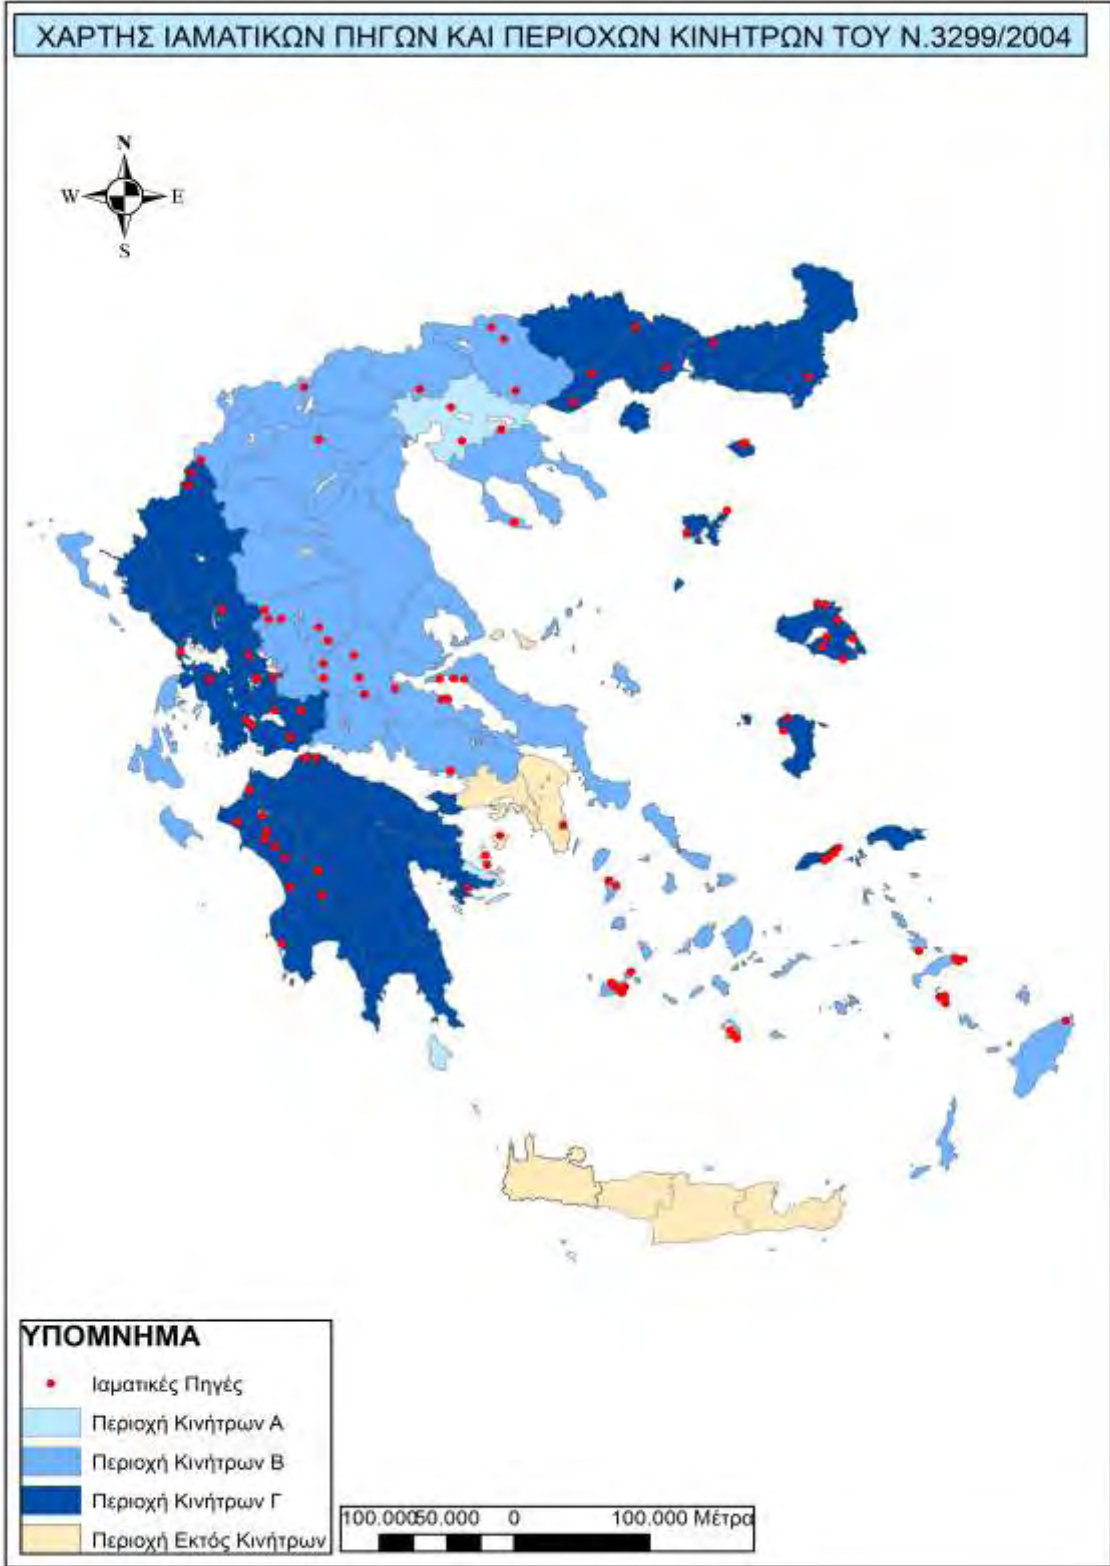 ΧΑΡΤΗΣ ΙΑΜΑΤΙΚΩΝ ΠΗΓΩΝ ΚΑΙ ΠΕΡΙΟΧΩΝ ΚΙΝΗΤΡΩΝ ΤΟΥ Ν.3299/2004
N
W E
S
ΥΠΟΜΝΗΜΑ
Ιαματικές Πηγές
Περιοχή Κινήτρων Α
Περιοχή Κινήτρων Β
Περιοχή Κινήτρων Γ
Περιοχή Εκτός Κινήτρων
100.000 50.000 0 100.000 Μέτρα